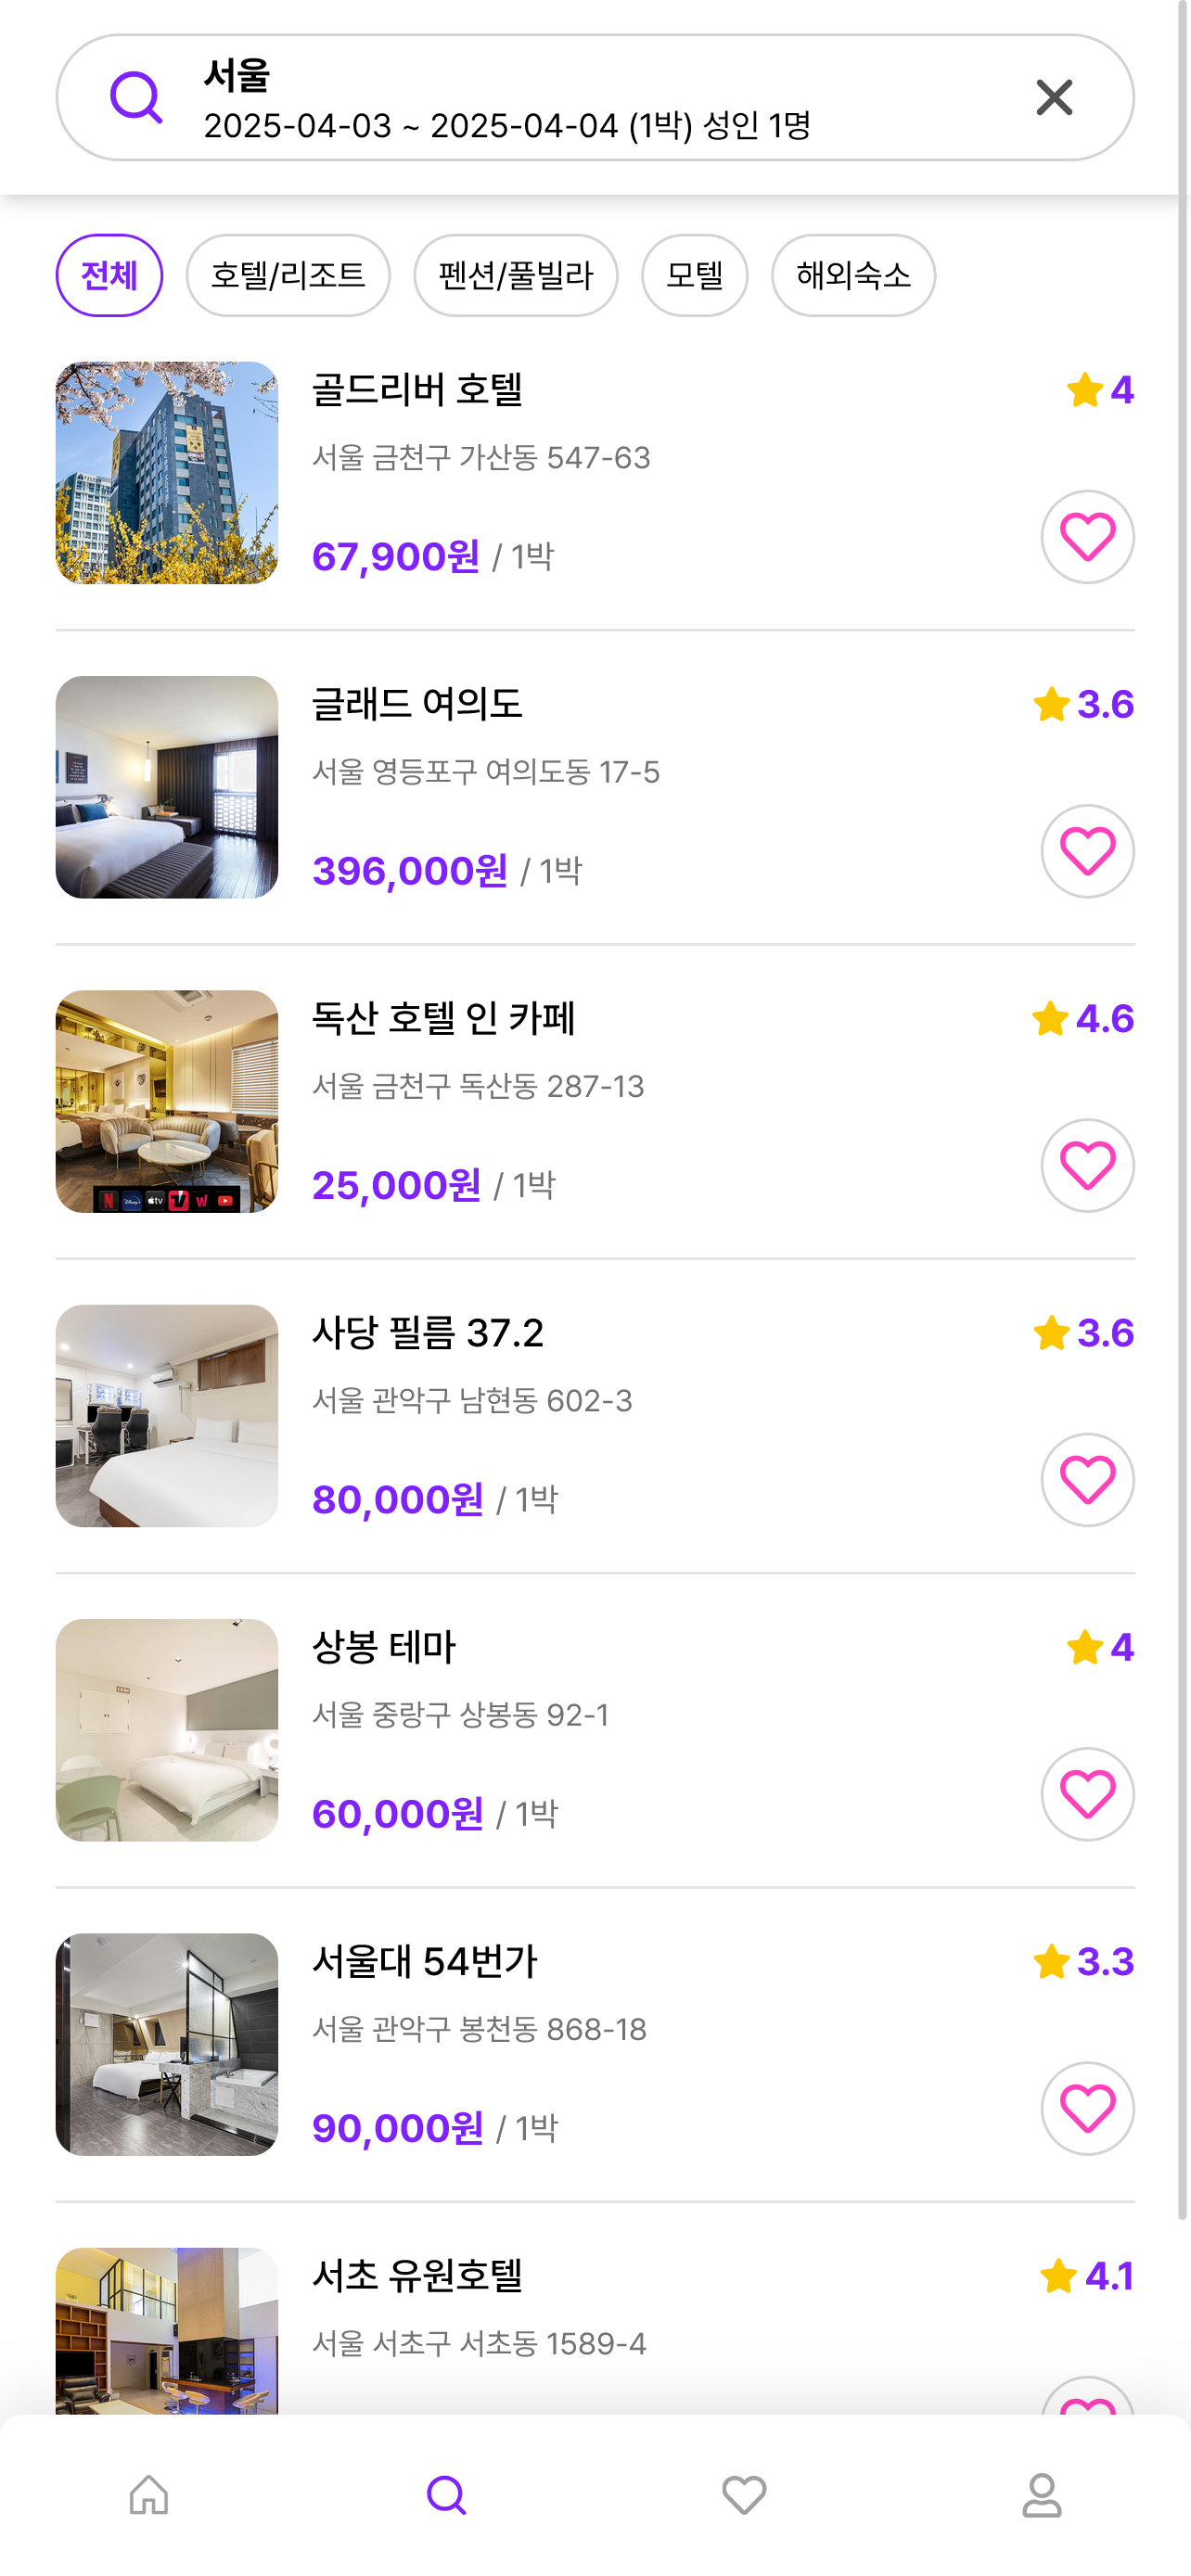 서울
2025-04-03 ~ 2025-04-04 (1박) 성인 1명
전체
호텔/리조트
펜션/풀빌라
모텔
해외숙소
골드리버 호텔
4
서울 금천구 가산동 547-63
67,900원 / 1박
글래드 여의도
3.6
서울 영등포구 여의도동 17-5
396,000원 / 1박
독산 호텔 인 카페
4.6
서울 금천구 독산동 287-13
25,000원 / 1박
사당 필름 37.2
3.6
서울 관악구 남현동 602-3
80,000원 / 1박
상봉 테마
4
서울 중랑구 상봉동 92-1
60,000원 / 1박
서울대 54번가
3.3
서울 관악구 봉천동 868-18
90,000원 / 1박
서초 유원호텔
4.1
서울 서초구 서초동 1589-4